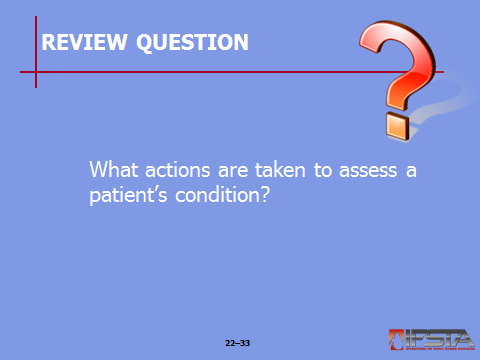 REVIEW QUESTION
What actions are taken to assess a
patient’s condition?
22–33
IFSTA